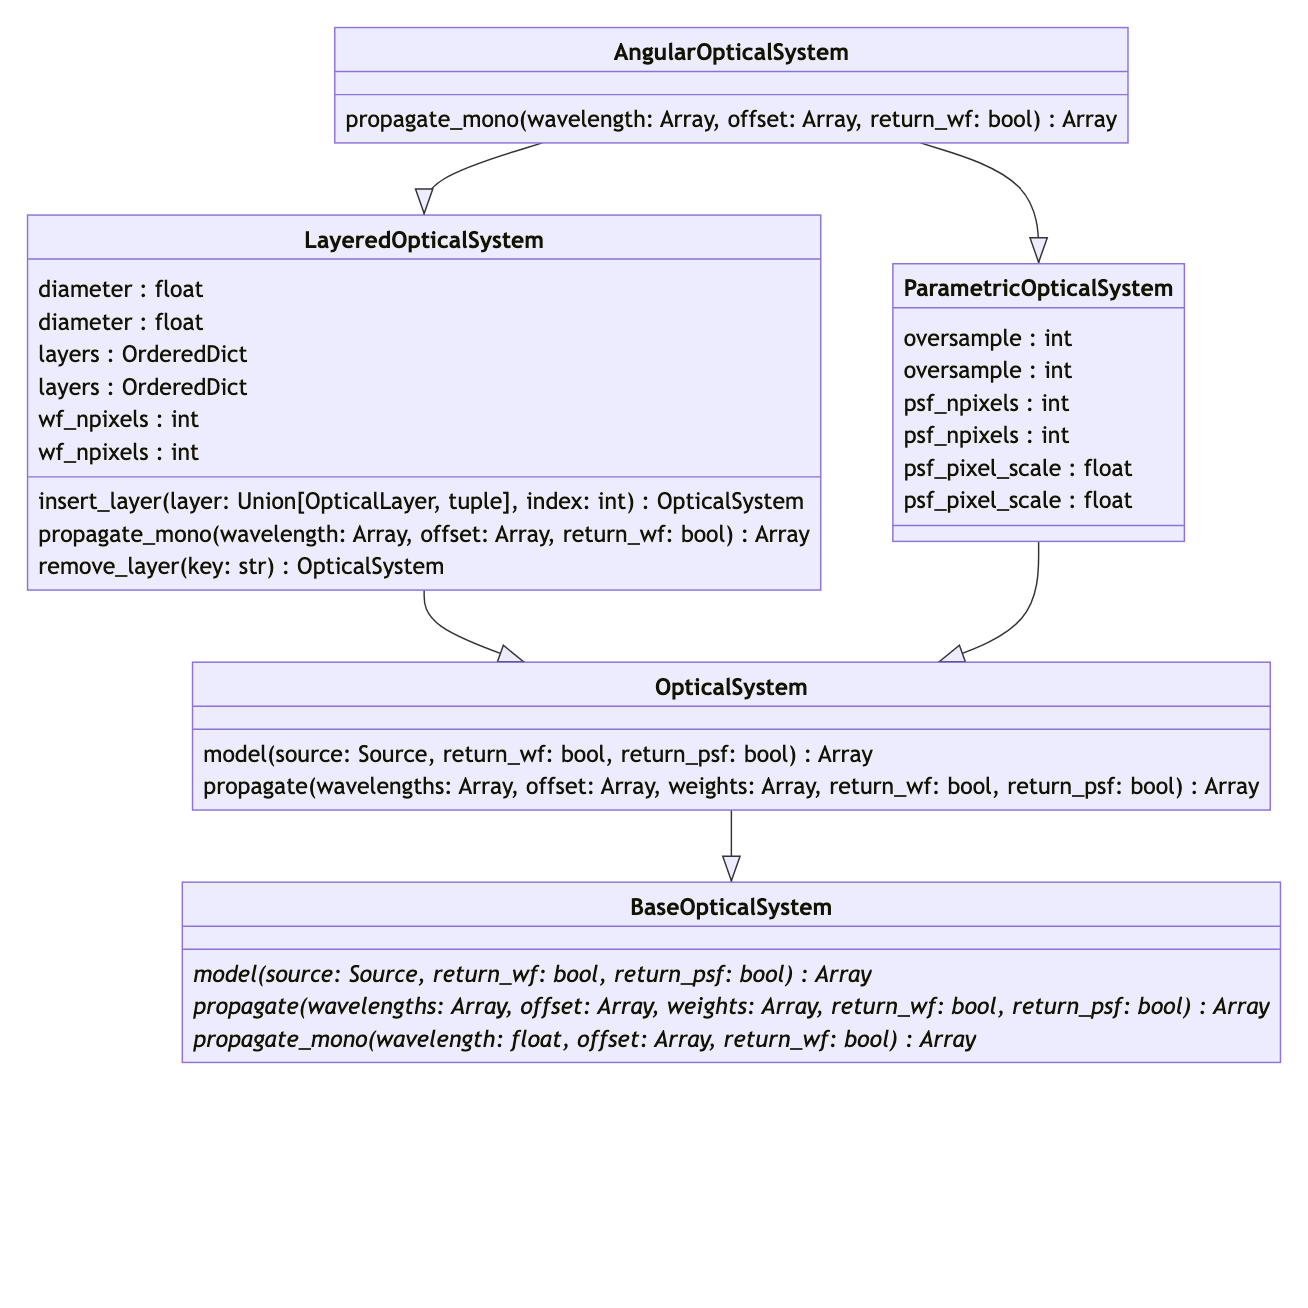 AngularOpticalSystem
propagate_mono(wavelength: Array, offset: Array, return_wf: bool) : Array
LayeredOpticalSystem
diameter : float
diameter : float
layers : OrderedDict
layers : OrderedDict
wf_npixels : int
wf_npixels : int
insert_layer(layer: Union[OpticalLayer, tuple], index: int) : OpticalSystem
propagate_mono(wavelength: Array, offset: Array, return_wf: bool) : Array
remove_layer(key: str) : OpticalSystem
ParametricOpticalSystem
oversample : int
oversample : int
psf_npixels : int
psf_npixels : int
psf_pixel_scale : float
psf_pixel_scale : float
OpticalSystem
model(source: Source, return_wf: bool, return_psf: bool) : Array
propagate(wavelengths: Array, offset: Array, weights: Array, return_wf: bool, return_psf: bool) : Array
BaseOpticalSystem
model(source: Source, return_wf: bool, return_psf: bool) : Array
propagate(wavelengths: Array, offset: Array, weights: Array, return_wf: bool, return_psf: bool) : Array
propagate_mono(wavelength: float, offset: Array, return_wf: bool) : Array